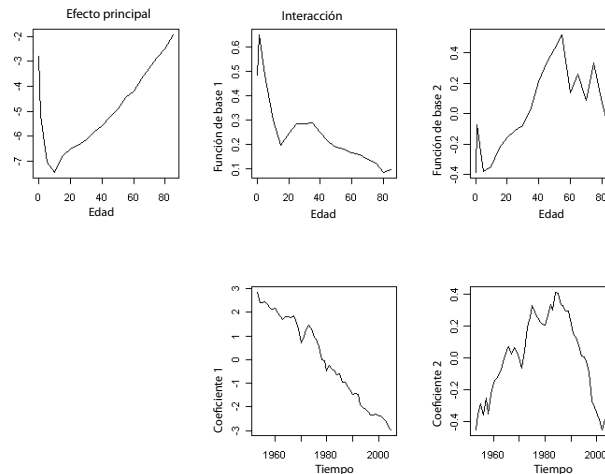 Efecto principal
Interacción
-2
-3
-4
-5
-6
-7
0 20 40 60 80
Edad
Función de base 1
0.6
0.5
0.4
0.3
0.2
0.1
0 20 40 60 80
Edad
Función de base 2
0.4
0.2
0.0
-0.2
-0.4
0 20 40 60 80
Edad
Coeficiente 1
3
2
1
0
-1
-2
-3
1960 1980 2000
Tiempo
Coeficiente 2
0.4
0.2
0.0
-0.2
-0.4
1960 1980
Tiempo